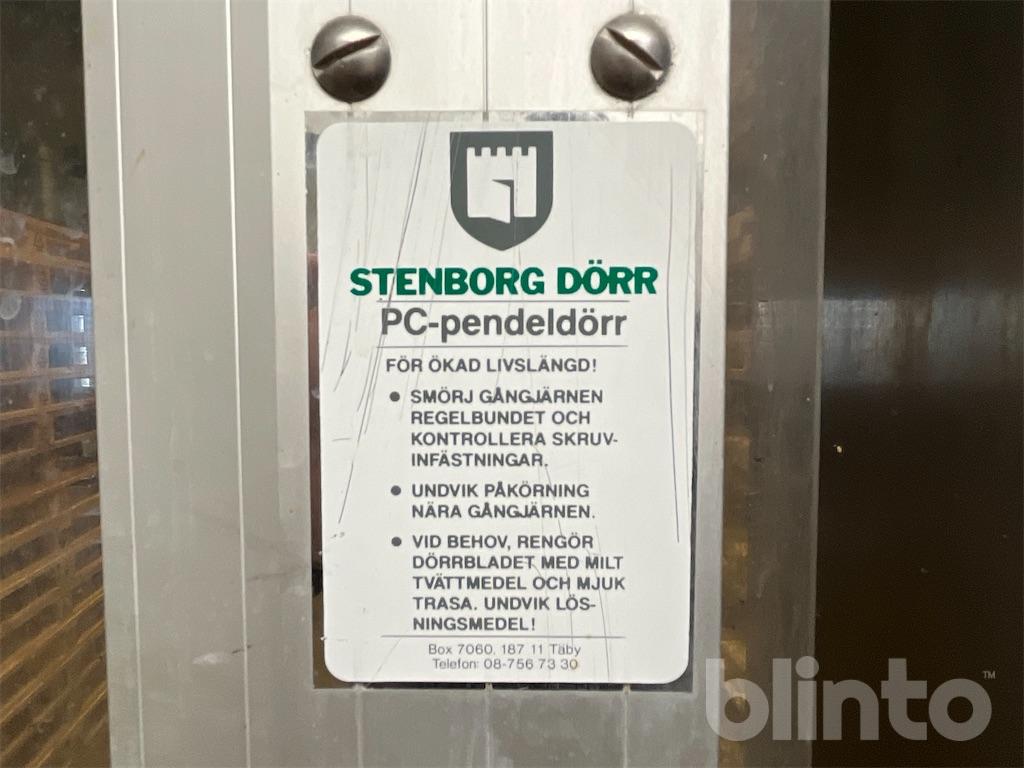 STENBORG DÖRR
PC-pendeldörr
FÖR ÖKAD LIVSLÄNGD!
• SMÖRJ GÅNGJÄRNEN
REGELBUNDET OCH
KONTROLLERA SKRUV-
INFÄSTNINGAR.
• UNDVIK PÅKÖRNING
NÄRA GÅNGJÄRNEN.
• VID BEHOV, RENGÖR
DÖRRBLADET MED MILT
TVÄTTMEDEL OCH MJUK
TRASA. UNDVIK LÖS-
NINGSMEDEL!
Box 7060, 187 11 Täby
Telefon: 08-756 73 30
blinto™